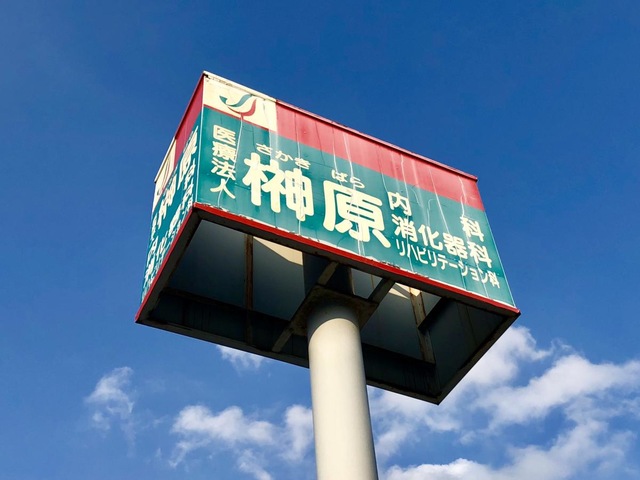 医療法人
さかき ばら
榊原
内科
消化器科
リハビリテーション科